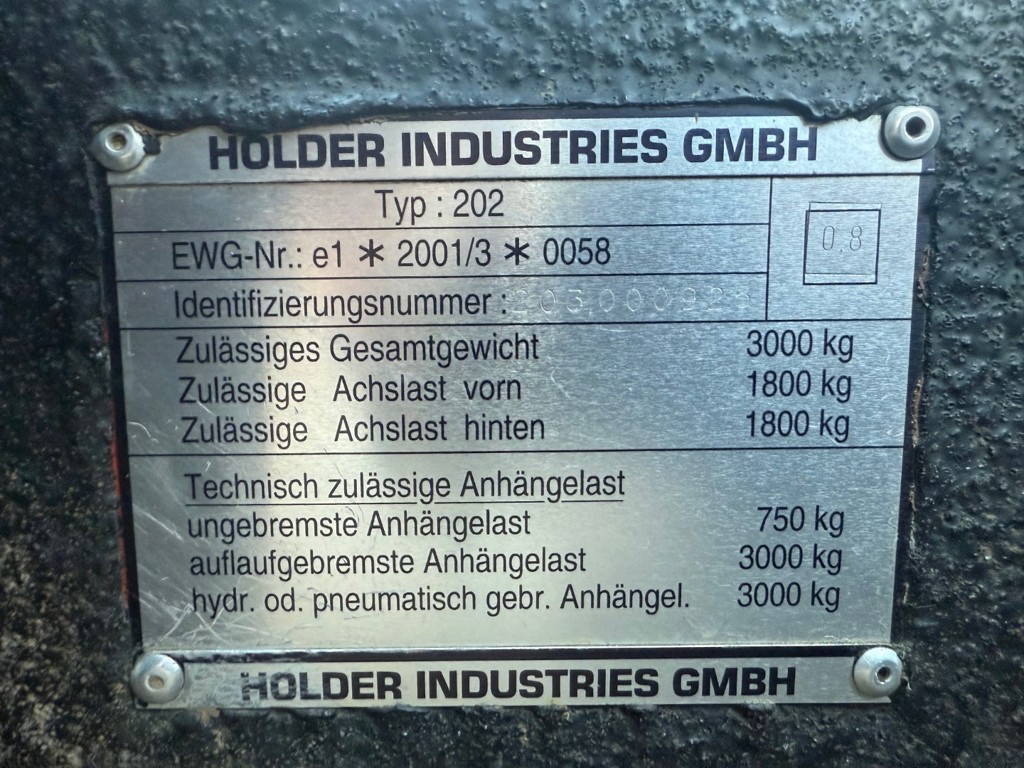 HOLDER INDUSTRIES GMBH
Typ : 202
0.8
EWG-Nr.: e1 * 2001/3 * 0058
Identifizierungsnummer :
Zulässiges Gesamtgewicht 3000 kg
Zulässige Achslast vorn 1800 kg
Zulässige Achslast hinten 1800 kg
Technisch zulässige Anhängelast
ungebremste Anhängelast 750 kg
auflaufgebremste Anhängelast 3000 kg
hydr. od. pneumatisch gebr. Anhängel. 3000 kg
HOLDER INDUSTRIES GMBH